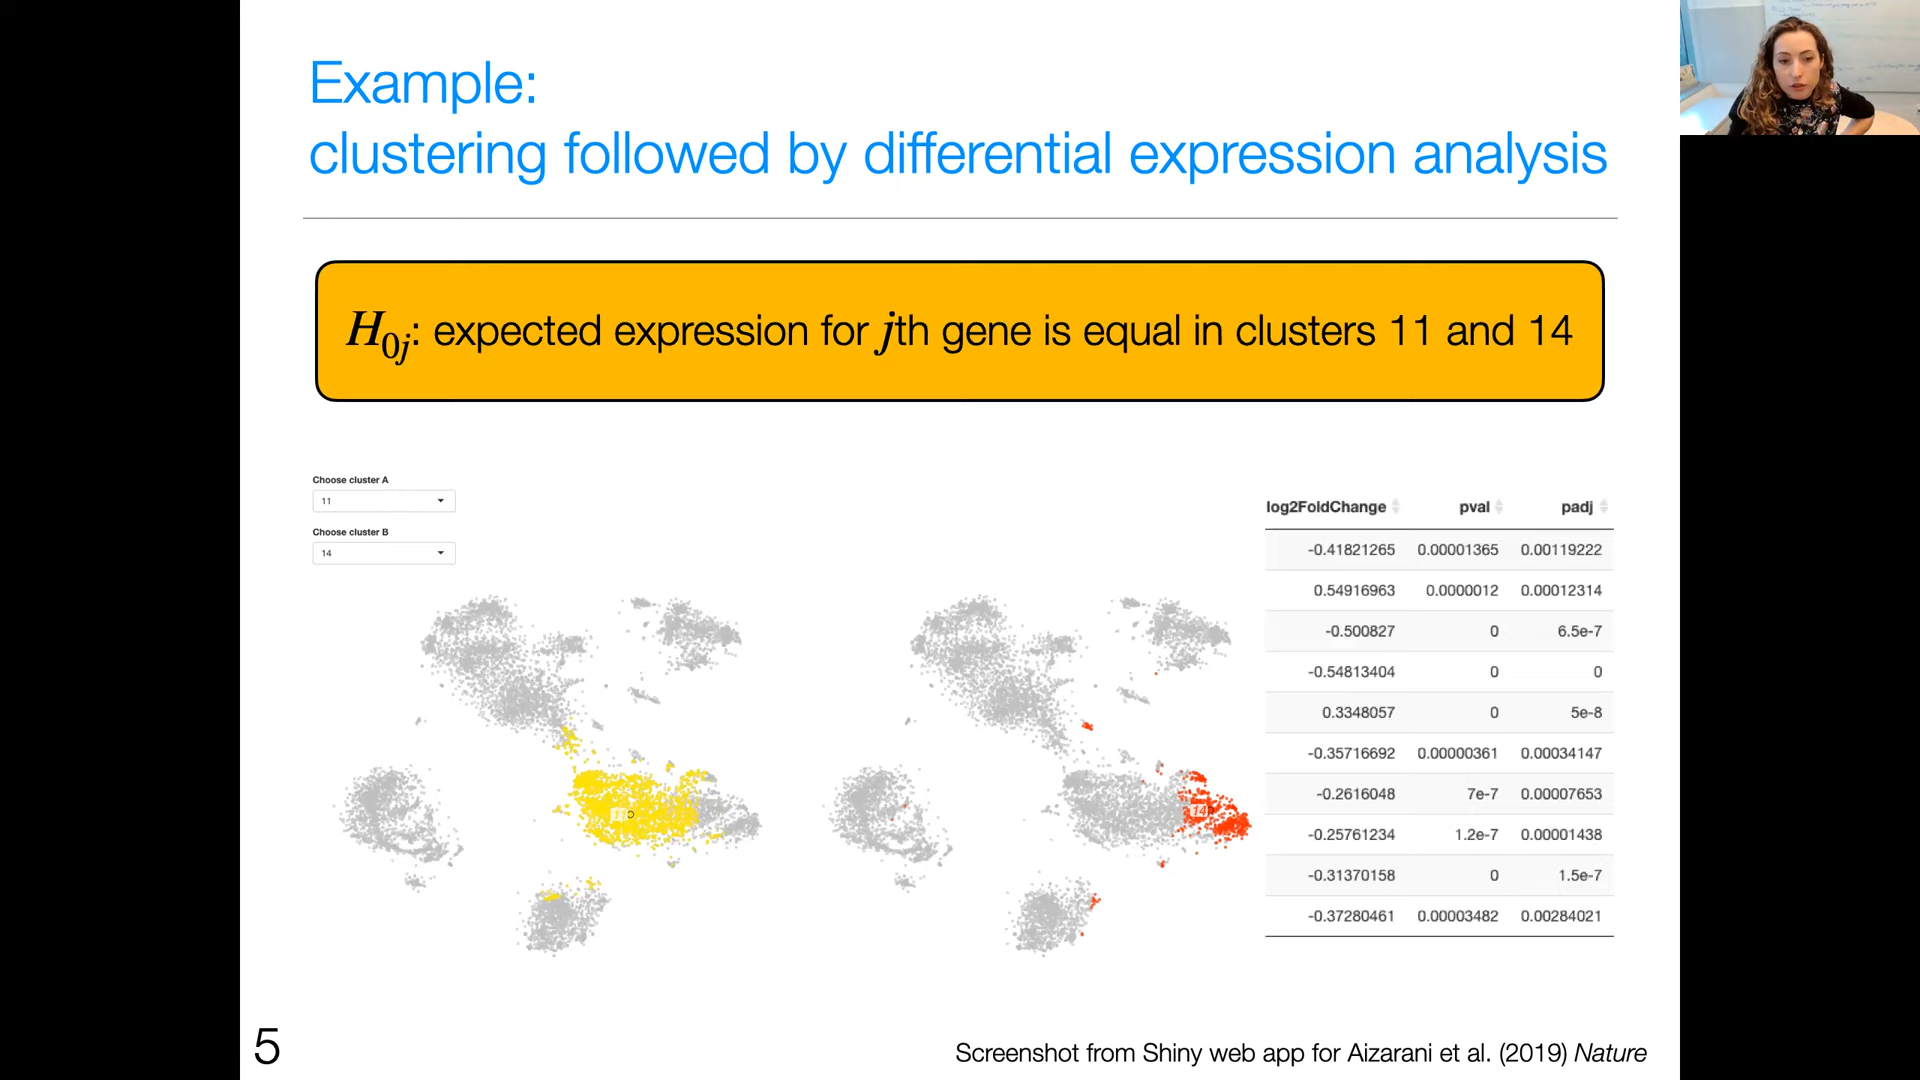 Example:
clustering followed by differential expression analysis
H0j: expected expression for jth gene is equal in clusters 11 and 14
Choose cluster A
11
Choose cluster B
14
11
14
log2FoldChange pval padj
-0.41821265 0.00001365 0.00119222
0.54916963 0.0000012 0.00012314
-0.500827 0 6.5e-7
-0.54813404 0 0
0.3348057 0 5e-8
-0.35716692 0.00000361 0.00034147
-0.2616048 7e-7 0.00007653
-0.25761234 1.2e-7 0.00001438
-0.31370158 0 1.5e-7
-0.37280461 0.00003482 0.00284021
5
Screenshot from Shiny web app for Aizarani et al. (2019) Nature